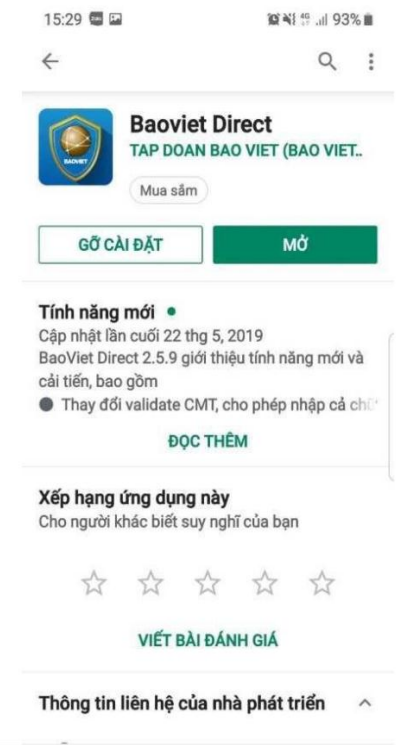 15:29 93%
Baoviet Direct
TAP DOAN BAO VIET (BAO VIET..
BAOVIET
Mua sắm
GỠ CÀI ĐẶT MỞ
Tính năng mới
Cập nhật lần cuối 22 thg 5, 2019
BaoViet Direct 2.5.9 giới thiệu tính năng mới và
cải tiến, bao gồm
● Thay đổi validate CMT, cho phép nhập cả
ĐỌC THÊM
Xếp hạng ứng dụng này
Cho người khác biết suy nghĩ của bạn
VIẾT BÀI ĐÁNH GIÁ
Thông tin liên hệ của nhà phát triển